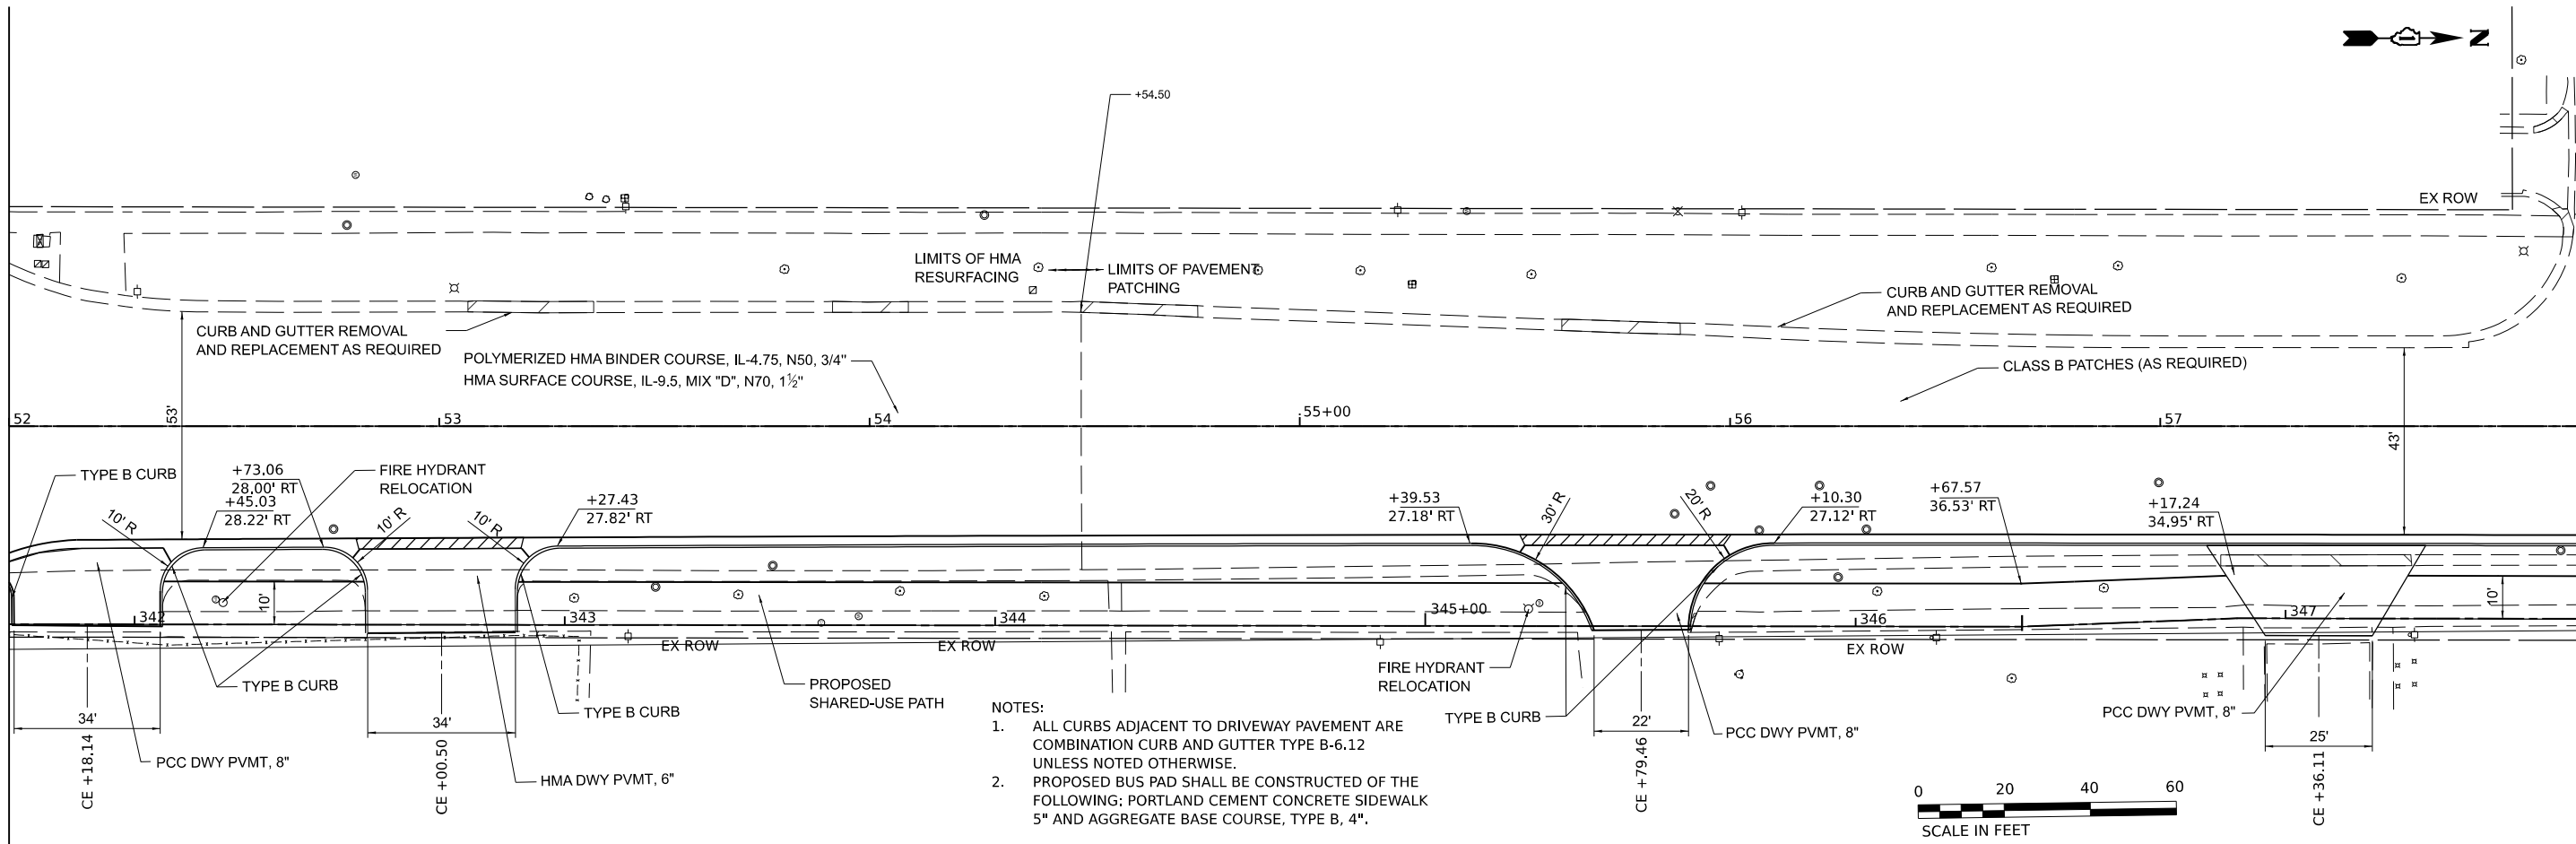 N
+54.50
EX ROW
LIMITS OF HMA
RESURFACING
LIMITS OF PAVEMENT
PATCHING
CURB AND GUTTER REMOVAL
AND REPLACEMENT AS REQUIRED
CURB AND GUTTER REMOVAL
AND REPLACEMENT AS REQUIRED
POLYMERIZED HMA BINDER COURSE, IL-4.75, N50, 3/4"
HMA SURFACE COURSE, IL-9.5, MIX "D", N70, 1½"
CLASS B PATCHES (AS REQUIRED)
53'
43'
52
53
54
55+00
56
57
TYPE B CURB
+73.06
28.00' RT
+45.03
28.22' RT
FIRE HYDRANT
RELOCATION
+27.43
27.82' RT
+39.53
27.18' RT
+10.30
27.12' RT
+67.57
36.53' RT
+17.24
34.95' RT
10' R
10' R
10' R
30' R
20' R
10'
10'
342
343
344
345+00
346
347
EX ROW
EX ROW
EX ROW
TYPE B CURB
TYPE B CURB
PROPOSED
SHARED-USE PATH
FIRE HYDRANT
RELOCATION
TYPE B CURB
PCC DWY PVMT, 8"
HMA DWY PVMT, 6"
PCC DWY PVMT, 8"
PCC DWY PVMT, 8"
34'
34'
22'
25'
CE +18.14
CE +00.50
CE +79.46
CE +36.11
NOTES:
1. ALL CURBS ADJACENT TO DRIVEWAY PAVEMENT ARE
COMBINATION CURB AND GUTTER TYPE B-6.12
UNLESS NOTED OTHERWISE.
2. PROPOSED BUS PAD SHALL BE CONSTRUCTED OF THE
FOLLOWING; PORTLAND CEMENT CONCRETE SIDEWALK
5" AND AGGREGATE BASE COURSE, TYPE B, 4".
0 20 40 60
SCALE IN FEET